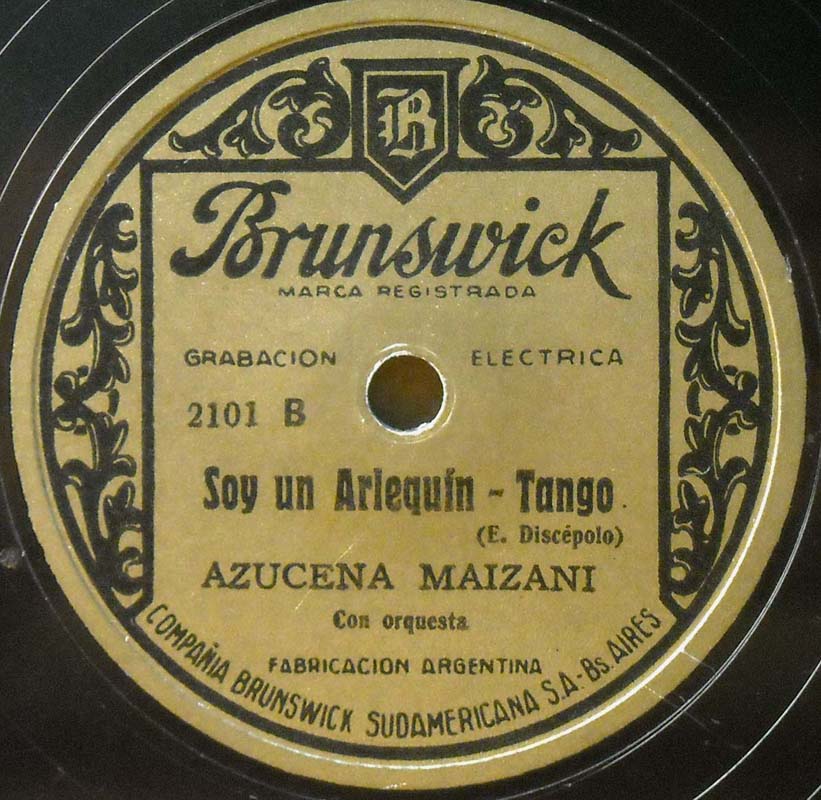 B
Brunswick
MARCA REGISTRADA
GRABACION ELECTRICA
2101 B
Soy un Arlequín - Tango
(E. Discépolo)
AZUCENA MAIZANI
Con orquesta
FABRICACION ARGENTINA
COMPAÑIA BRUNSWICK SUDAMERICANA S.A - Bs. AIRES